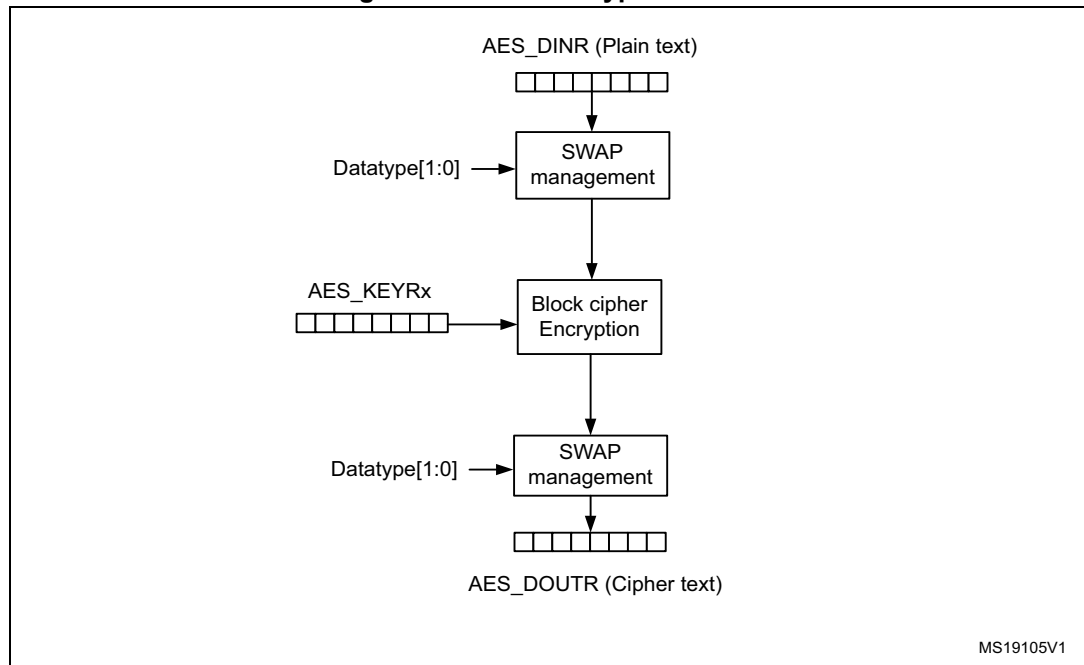 AES_DINR (Plain text)
SWAP
management
Datatype[1:0]
AES_KEYRx
Block cipher
Encryption
SWAP
management
Datatype[1:0]
AES_DOUTR (Cipher text)
MS19105V1